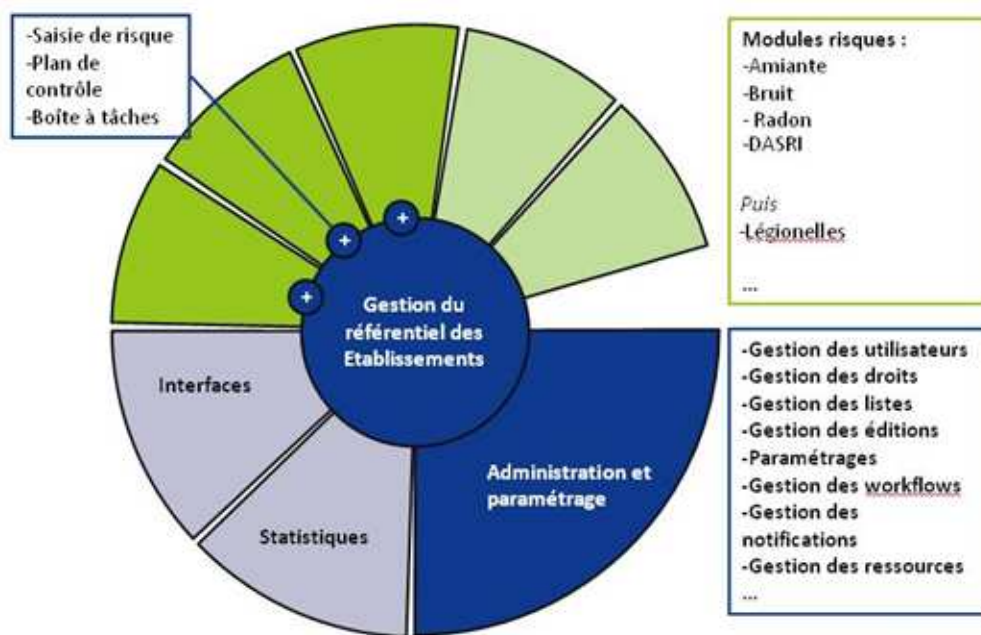 -Saisie de risque
-Plan de
contrôle
-Boîte à tâches
Modules risques :
-Amiante
-Bruit
- Radon
-DASRI
Puis
-Légionelles
...
+
+
+
Gestion du
référentiel des
Etablissements
Interfaces
Statistiques
Administration et
paramétrage
-Gestion des utilisateurs
-Gestion des droits
-Gestion des listes
-Gestion des éditions
-Paramétrages
-Gestion des workflows
-Gestion des
notifications
-Gestion des ressources
...